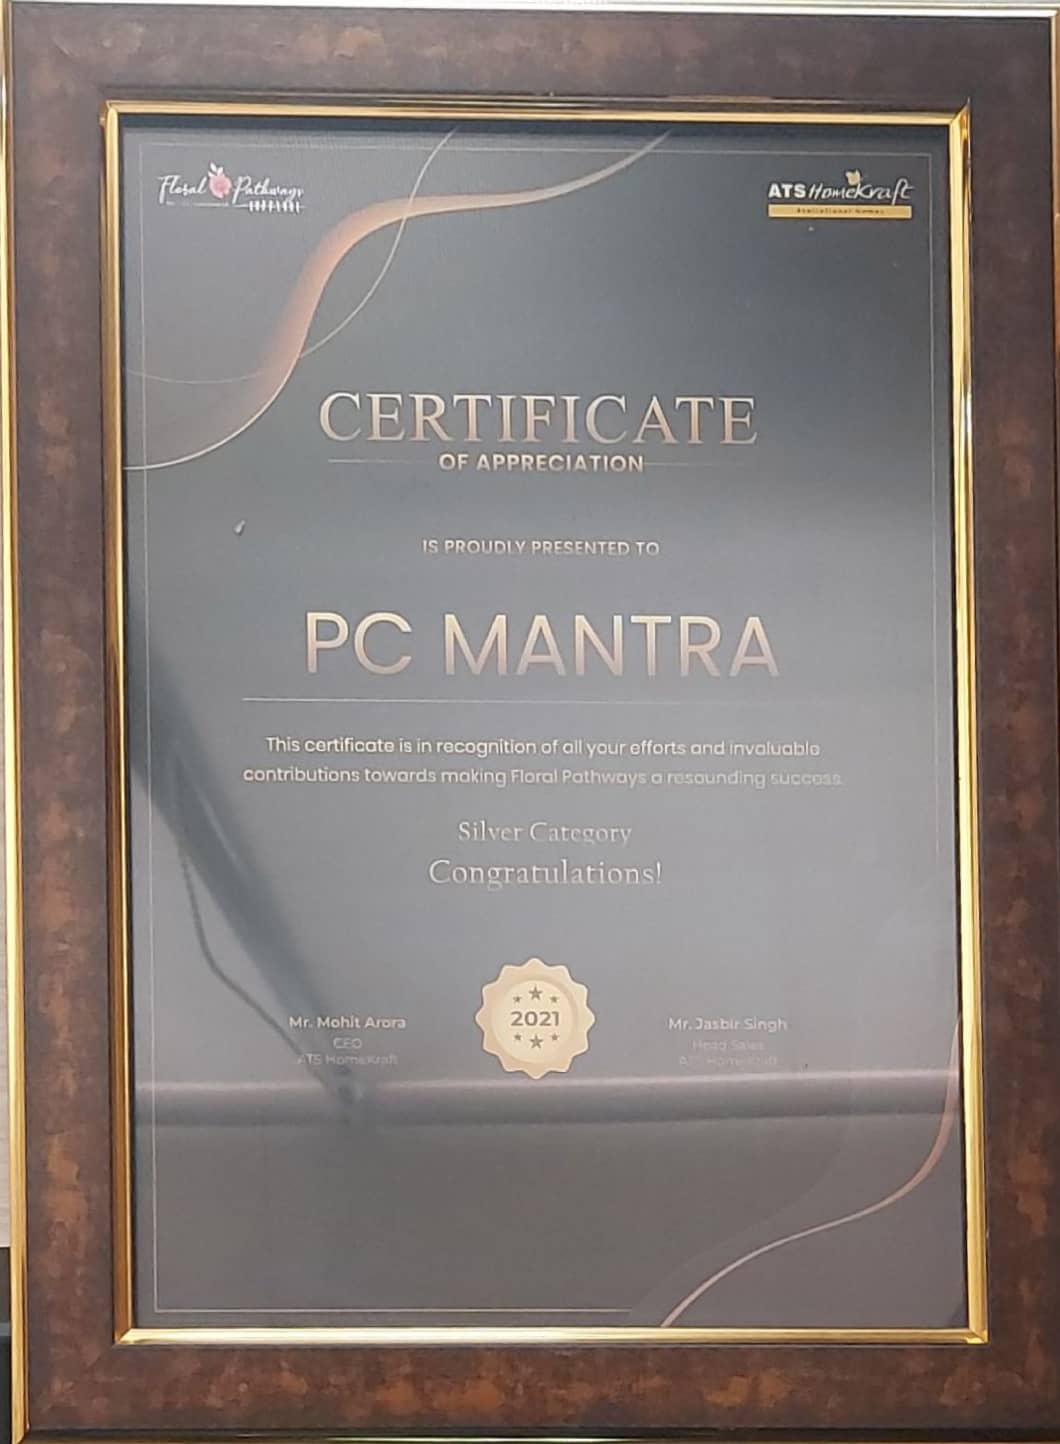 Floral Pathways
ATS HomeKraft
CERTIFICATE
OF APPRECIATION
IS PROUDLY PRESENTED TO
PC MANTRA
This certificate is in recognition of all your efforts and invaluable
contributions towards making Floral Pathways a resounding success.
Silver Category
Congratulations!
2021
Mr. Mohit Arora
CEO
ATS HomeKraft
Mr. Jasbir Singh
Head Sales
ATS HomeKraft